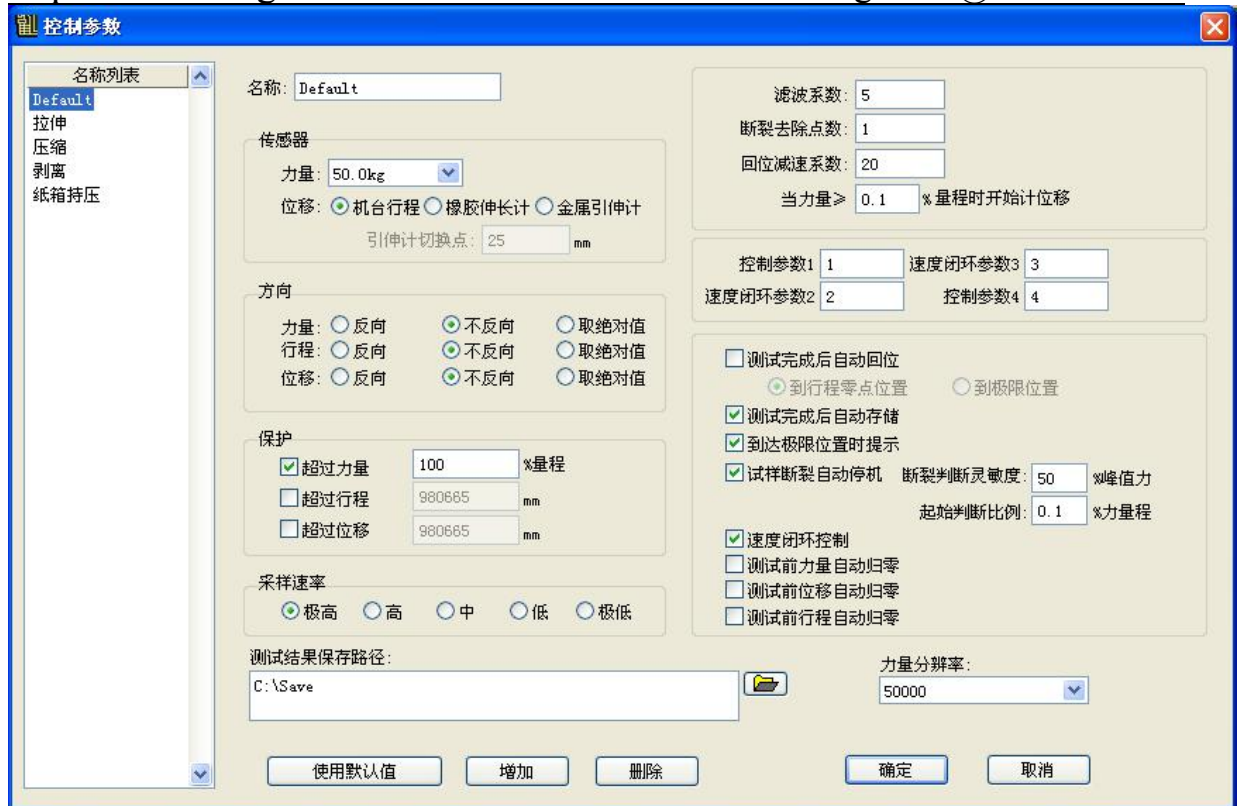 控制参数
名称列表
Default
拉伸
压缩
剥离
纸箱持压
名称: Default
传感器
力量: 50.0kg
位移: 机台行程 橡胶伸长计 金属引伸计
引伸计切换点: 25 mm
方向
力量: 反向 不反向 取绝对值
行程: 反向 不反向 取绝对值
位移: 反向 不反向 取绝对值
保护
超过力量 100 %量程
超过行程 980665 mm
超过位移 980665 mm
采样速率
极高 高 中 低 极低
滤波系数: 5
断裂去除点数: 1
回位减速系数: 20
当力量≥ 0.1 %量程时开始计位移
控制参数1 1 速度闭环参数3 3
速度闭环参数2 2 控制参数4 4
测试完成后自动回位
到行程零点位置 到极限位置
测试完成后自动存储
到达极限位置时提示
试样断裂自动停机 断裂判断灵敏度: 50 %峰值力
起始判断比例: 0.1 %力量程
速度闭环控制
测试前力量自动归零
测试前位移自动归零
测试前行程自动归零
测试结果保存路径:
C:\Save
力量分辨率:
50000
使用默认值 增加 删除 确定 取消